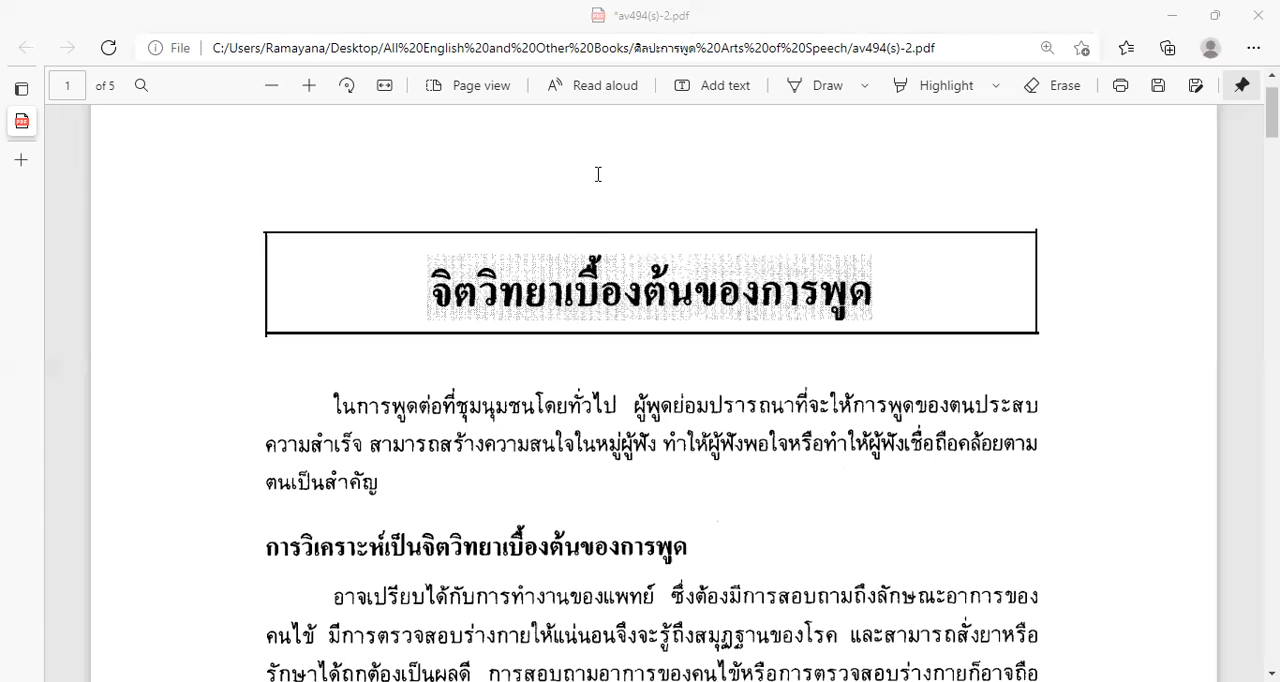 *av494(s)-2.pdf
File C:/Users/Ramayana/Desktop/All%20English%20and%20Other%20Books/ศิลปะการพูด%20Arts%20of%20Speech/av494(s)-2.pdf
1 of 5 Page view Read aloud Add text Draw Highlight Erase
จิตวิทยาเบื้องต้นของการพูด
ในการพูดต่อที่ชุมนุมชนโดยทั่วไป ผู้พูดย่อมปรารถนาที่จะให้การพูดของตนประสบ
ความสำเร็จ สามารถสร้างความสนใจในหมู่ผู้ฟัง ทำให้ผู้ฟังพอใจหรือทำให้ผู้ฟังเชื่อถือคล้อยตาม
ตนเป็นสำคัญ
การวิเคราะห์เป็นจิตวิทยาเบื้องต้นของการพูด
อาจเปรียบได้กับการทำงานของแพทย์ ซึ่งต้องมีการสอบถามถึงลักษณะอาการของ
คนไข้ มีการตรวจสอบร่างกายให้แน่นอนจึงจะรู้ถึงสมุฏฐานของโรค และสามารถสั่งยาหรือ
รักษาได้ถูกต้องเป็นผลดี การสอบถามอาการของคนไข้หรือการตรวจสอบร่างกายก็อาจถือ